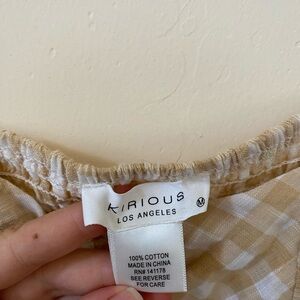 KIRIOUS
LOS ANGELES
M
100% COTTON
MADE IN CHINA
RN# 141178
SEE REVERSE
FOR CARE